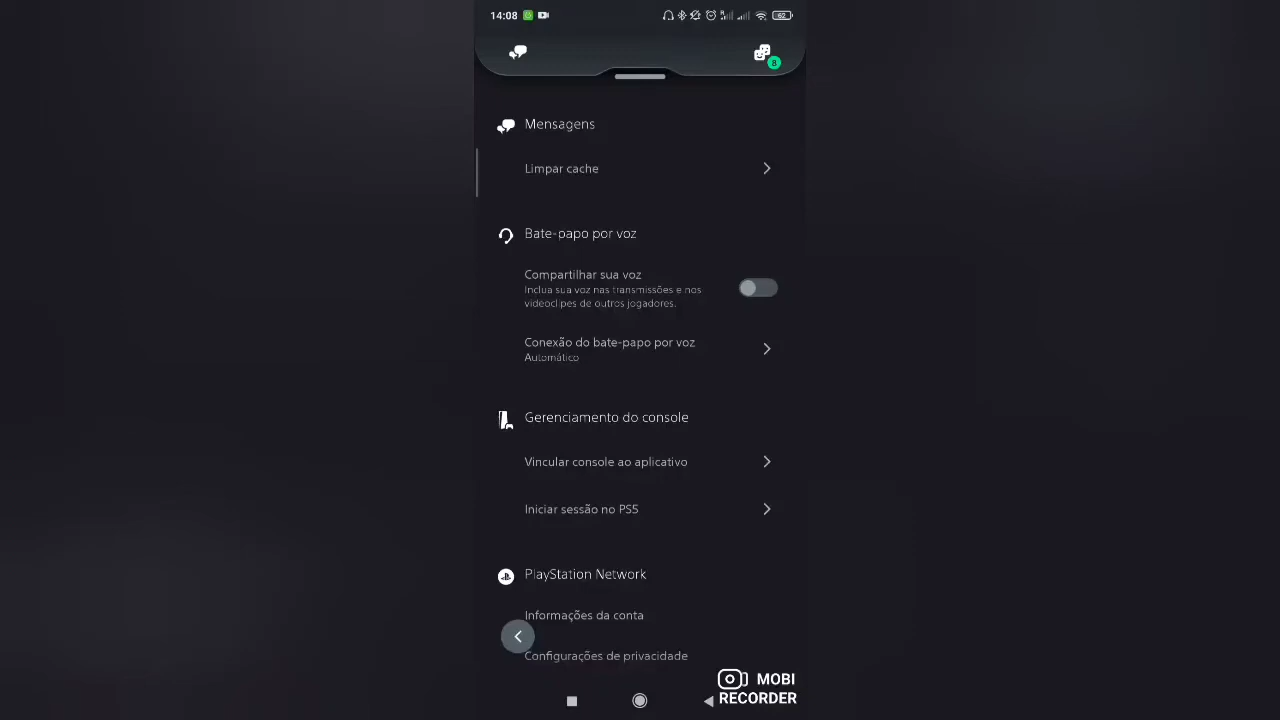 14:08
60
8
Mensagens
Limpar cache
Bate-papo por voz
Compartilhar sua voz
Inclua sua voz nas transmissões e nos
videoclipes de outros jogadores.
Conexão do bate-papo por voz
Automático
Gerenciamento do console
Vincular console ao aplicativo
Iniciar sessão no PS5
PlayStation Network
Informações da conta
Configurações de privacidade
MOBI
RECORDER